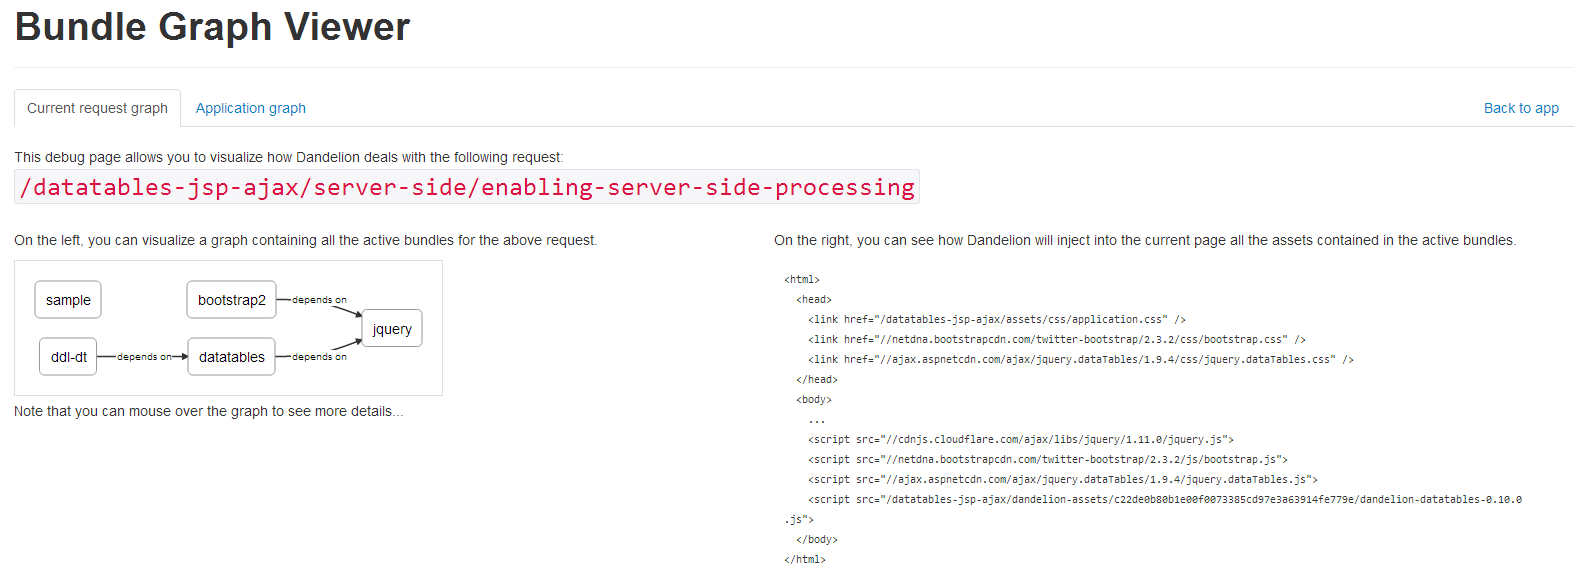 Bundle Graph Viewer
Current request graph Application graph Back to app
This debug page allows you to visualize how Dandelion deals with the following request:
/datatables-jsp-ajax/server-side/enabling-server-side-processing
On the left, you can visualize a graph containing all the active bundles for the above request.
sample bootstrap2 depends on
jquery
ddl-dt depends on datatables depends on
Note that you can mouse over the graph to see more details...
On the right, you can see how Dandelion will inject into the current page all the assets contained in the active bundles.
<html>
<head>
<link href="/datatables-jsp-ajax/assets/css/application.css" />
<link href="//netdna.bootstrapcdn.com/twitter-bootstrap/2.3.2/css/bootstrap.css" />
<link href="//ajax.aspnetcdn.com/ajax/jquery.dataTables/1.9.4/css/jquery.dataTables.css" />
</head>
<body>
...
<script src="//cdnjs.cloudflare.com/ajax/libs/jquery/1.11.0/jquery.js">
<script src="//netdna.bootstrapcdn.com/twitter-bootstrap/2.3.2/js/bootstrap.js">
<script src="//ajax.aspnetcdn.com/ajax/jquery.dataTables/1.9.4/jquery.dataTables.js">
<script src="/datatables-jsp-ajax/dandelion-assets/c22de0b80b1e00f0073385cd97e3a63914fe779e/dandelion-datatables-0.10.0
.js">
</body>
</html>